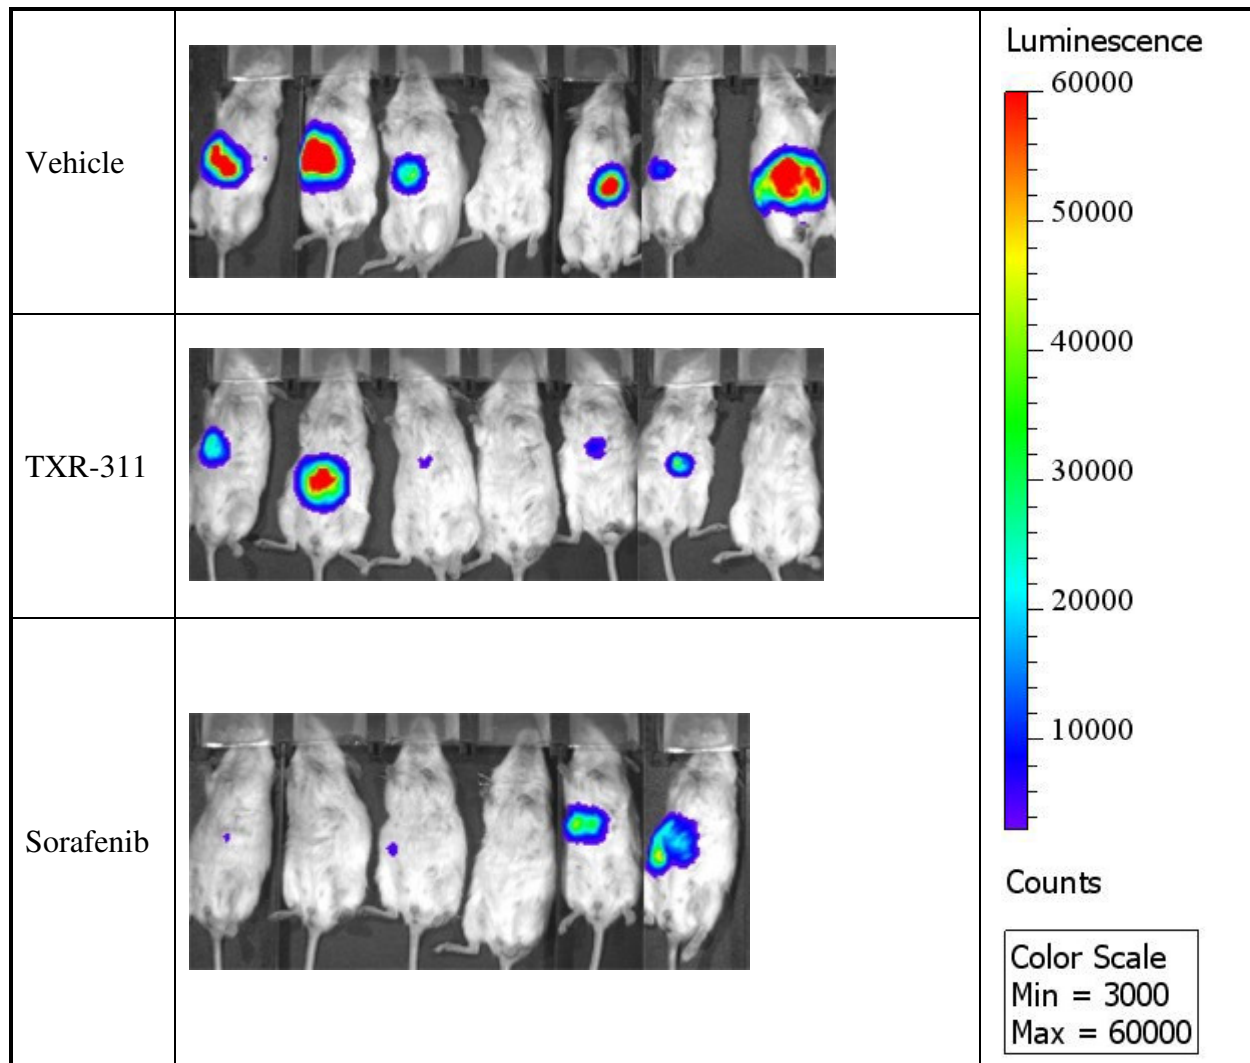 Vehicle
TXR-311
Sorafenib
Luminescence
60000
50000
40000
30000
20000
10000
Counts
Color Scale
Min = 3000
Max = 60000